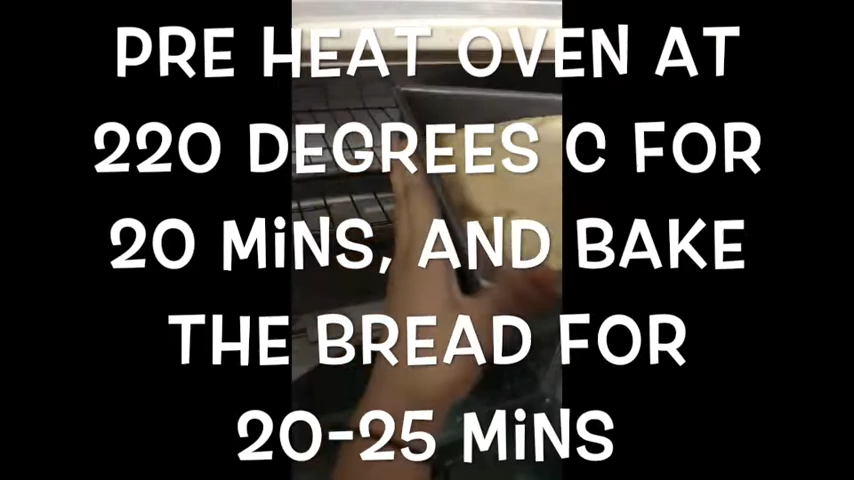 PRE HEAT OVEN AT
220 DEGREES C FOR
20 MiNS, AND BAKE
THE BREAD FOR
20-25 MiNS